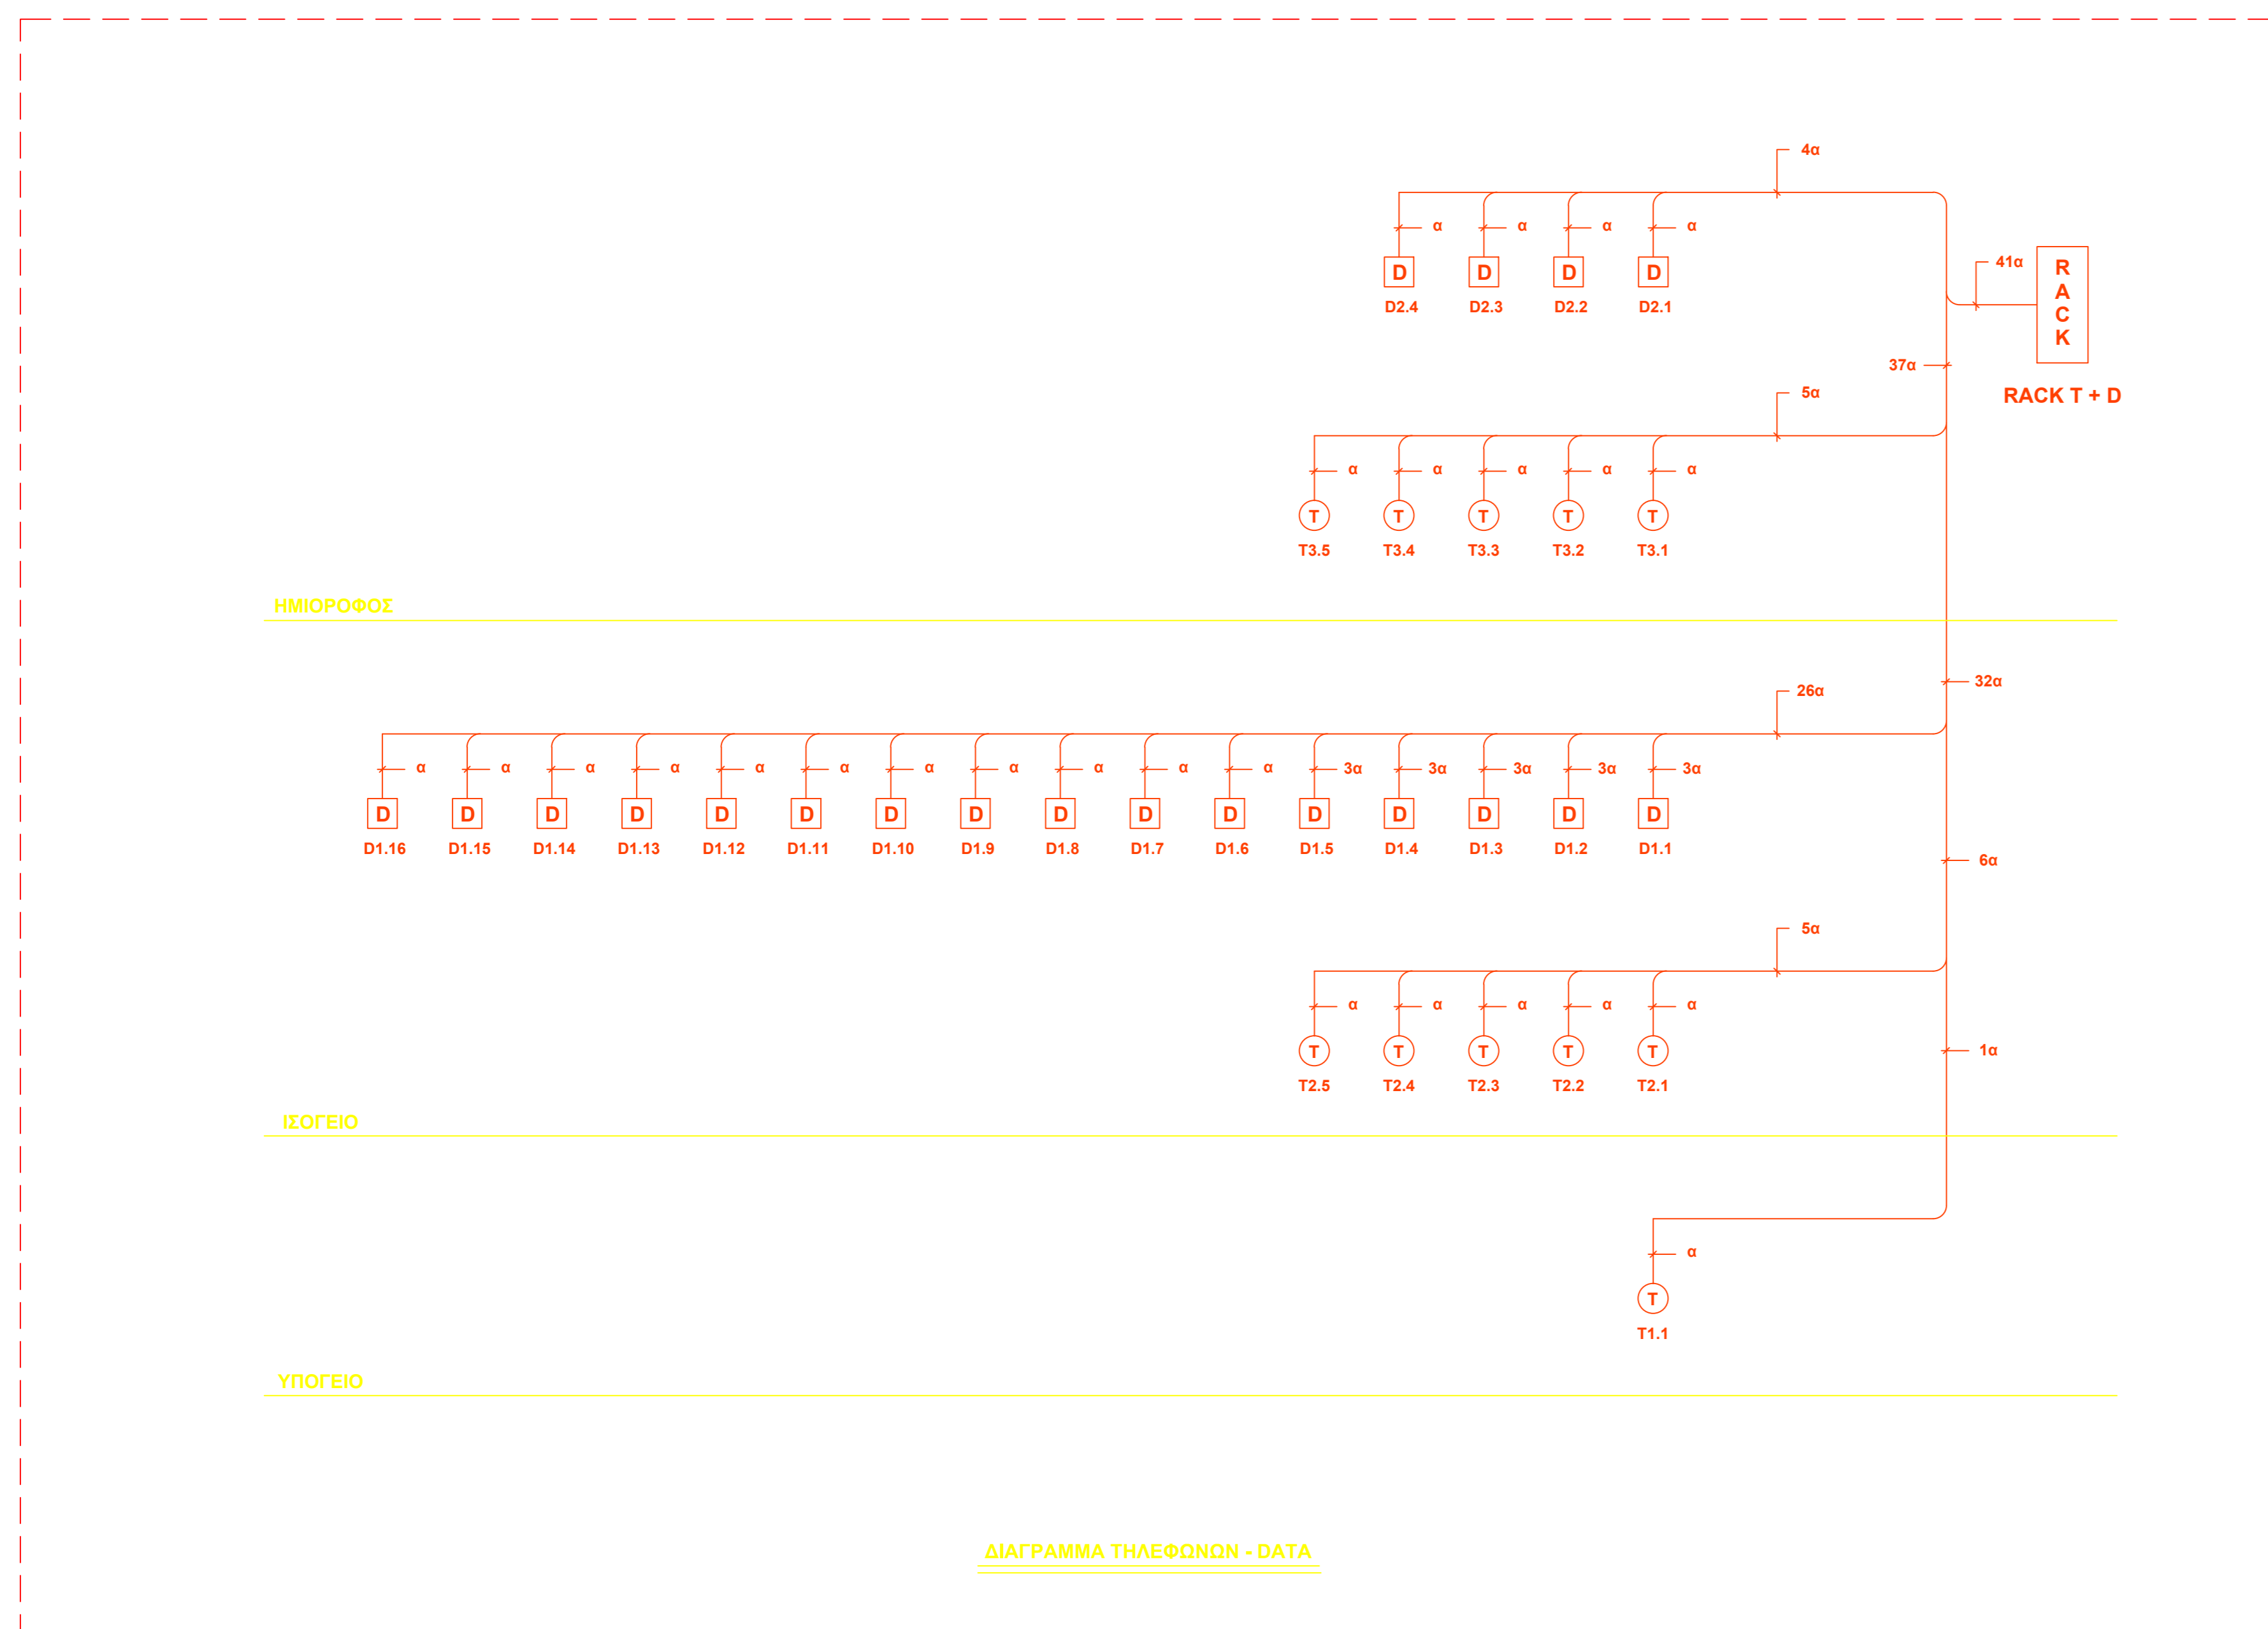 4α
α α α α
D D D D
D2.4 D2.3 D2.2 D2.1
41α
R
A
C
K
37α
RACK T + D
5α
α α α α α
T T T T T
T3.5 T3.4 T3.3 T3.2 T3.1
ΗΜΙΟΡΟΦΟΣ
32α
26α
α α α α α α α α α α α 3α 3α 3α 3α 3α
D D D D D D D D D D D D D D D D
D1.16 D1.15 D1.14 D1.13 D1.12 D1.11 D1.10 D1.9 D1.8 D1.7 D1.6 D1.5 D1.4 D1.3 D1.2 D1.1
6α
5α
α α α α α
T T T T T
1α
T2.5 T2.4 T2.3 T2.2 T2.1
ΙΣΟΓΕΙΟ
α
T
T1.1
ΥΠΟΓΕΙΟ
ΔΙΑΓΡΑΜΜΑ ΤΗΛΕΦΩΝΩΝ - DATA